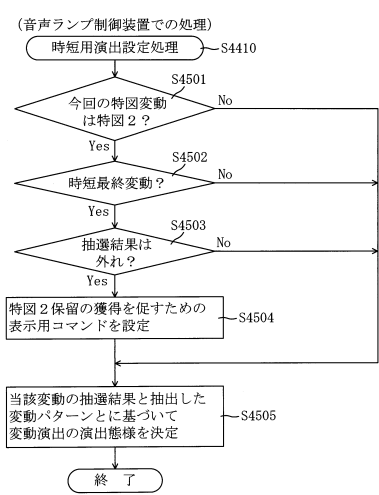 (音声ランプ制御装置での処理)
時短用演出設定処理
S4410
S4501
今回の特図変動
は特図2?
No
Yes
S4502
時短最終変動?
No
Yes
S4503
抽選結果は
外れ?
No
Yes
特図2保留の獲得を促すための
表示用コマンドを設定
S4504
当該変動の抽選結果と抽出した
変動パターンとに基づいて
変動演出の演出態様を決定
S4505
終 了